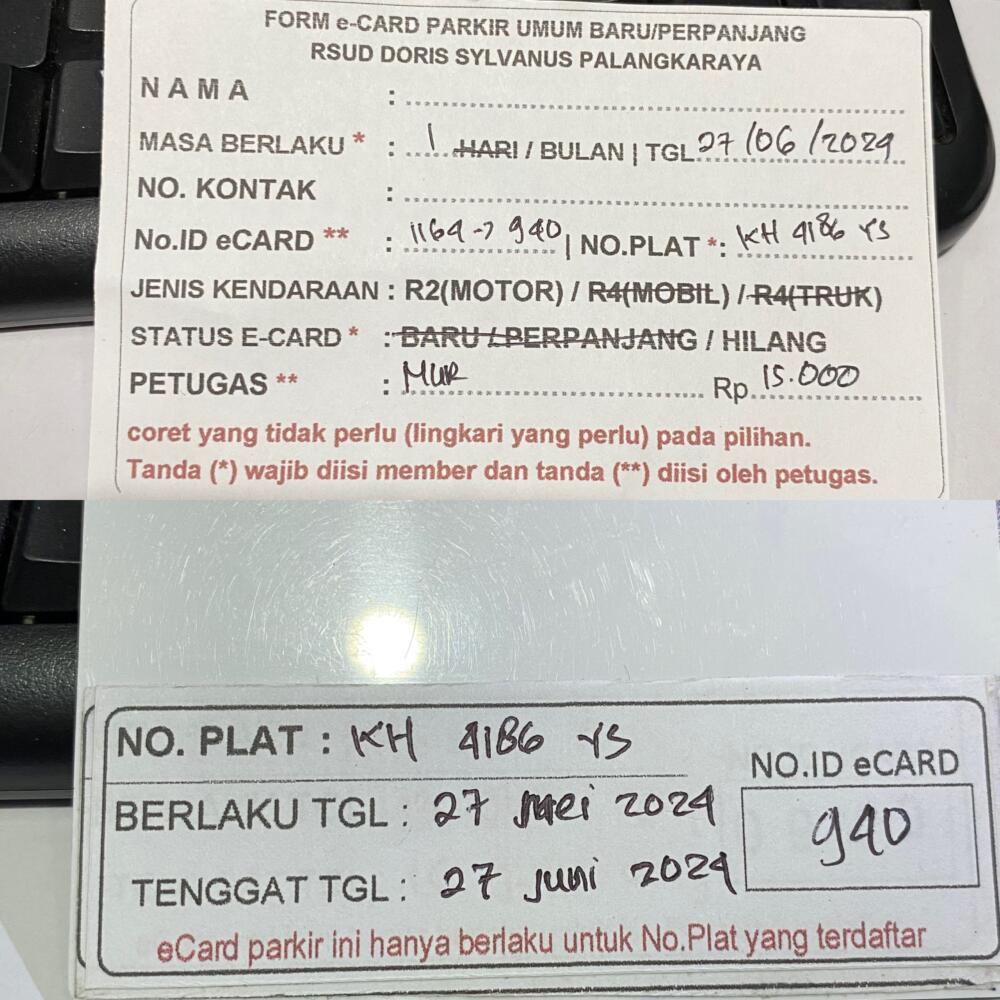 FORM e-CARD PARKIR UMUM BARU/PERPANJANG
RSUD DORIS SYLVANUS PALANGKARAYA
N A M A :
MASA BERLAKU * : 1 HARI / BULAN | TGL 27/06/2024
NO. KONTAK :
No.ID eCARD ** : 1164 -> 940 | NO.PLAT *: KH 4186 YS
JENIS KENDARAAN : R2(MOTOR) / R4(MOBIL) / R4(TRUK)
STATUS E-CARD * : BARU / PERPANJANG / HILANG
PETUGAS ** : MUR Rp. 15.000
coret yang tidak perlu (lingkari yang perlu) pada pilihan.
Tanda (*) wajib diisi member dan tanda (**) diisi oleh petugas.
NO. PLAT : KH 4186 YS
NO.ID eCARD
BERLAKU TGL : 27 Mei 2024
940
TENGGAT TGL : 27 Juni 2024
eCard parkir ini hanya berlaku untuk No.Plat yang terdaftar